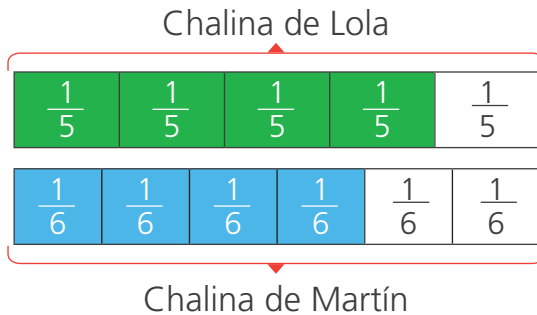 Chalina de Lola
1/5 1/5 1/5 1/5 1/5
1/6 1/6 1/6 1/6 1/6 1/6
Chalina de Martín